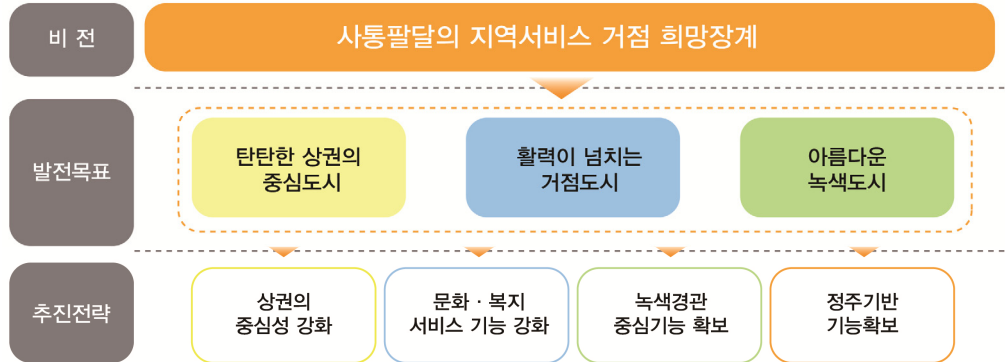 비 전
사통팔달의 지역서비스 거점 희망장계
발전목표
탄탄한 상권의
중심도시
활력이 넘치는
거점도시
아름다운
녹색도시
추진전략
상권의
중심성 강화
문화 · 복지
서비스 기능 강화
녹색경관
중심기능 확보
정주기반
기능확보